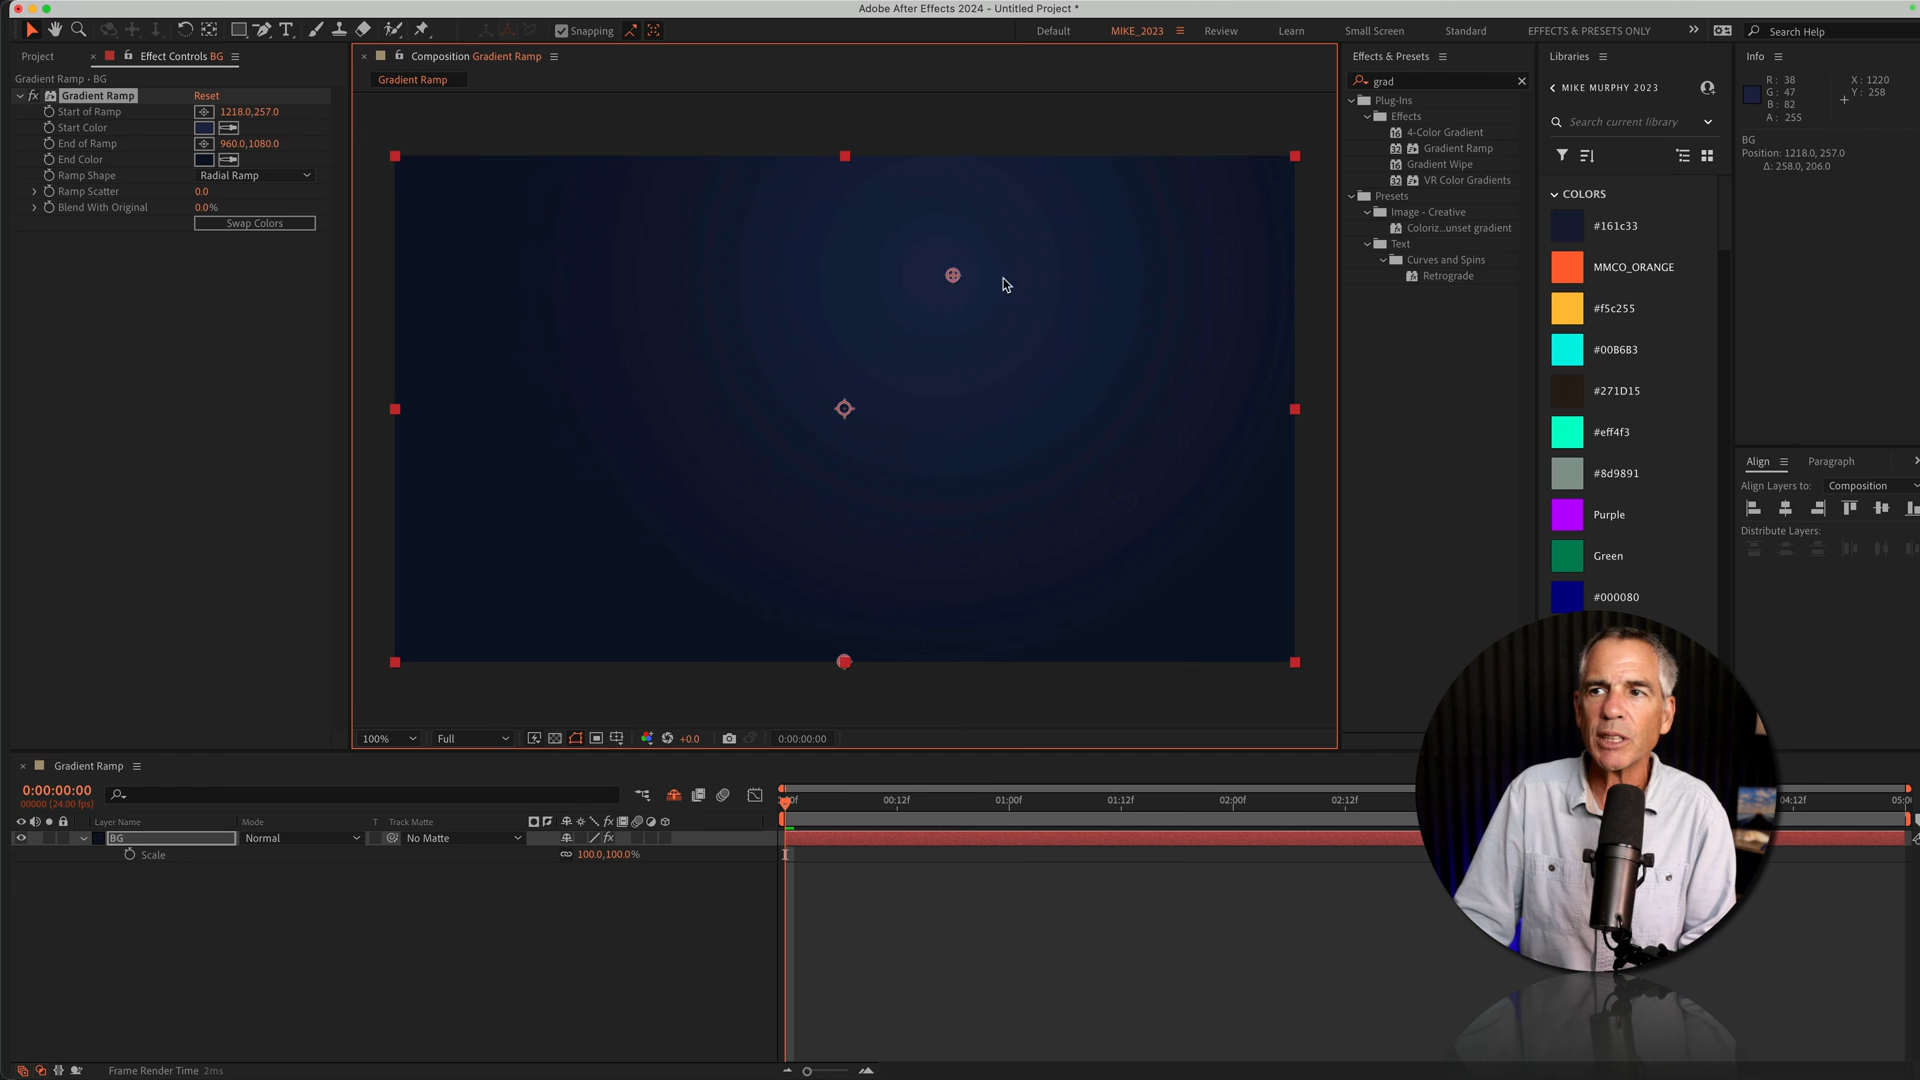 Adobe After Effects 2024 - Untitled Project *
Snapping
Default
MIKE_2023
Review
Learn
Small Screen
Standard
EFFECTS & PRESETS ONLY
Search Help
Project
Effect Controls BG
Gradient Ramp • BG
fx Gradient Ramp Reset
Start of Ramp 1218.0,257.0
Start Color
End of Ramp 960.0,1080.0
End Color
Ramp Shape Radial Ramp
Ramp Scatter 0.0
Blend With Original 0.0%
Swap Colors
Composition Gradient Ramp
Gradient Ramp
100% Full +0.0 0:00:00:00
Effects & Presets
grad
Plug-Ins
Effects
4-Color Gradient
Gradient Ramp
Gradient Wipe
VR Color Gradients
Presets
Image - Creative
Coloriz...unset gradient
Text
Curves and Spins
Retrograde
Libraries
MIKE MURPHY 2023
Search current library
COLORS
#161c33
MMCO_ORANGE
#f5c255
#00B6B3
#271D15
#eff4f3
#8d9891
Purple
Green
#000080
Info
R : 38
G : 47
B : 82
A : 255
X : 1220
Y : 258
BG
Position: 1218.0, 257.0
Δ: 258.0, 206.0
Align Paragraph
Align Layers to: Composition
Distribute Layers:
Gradient Ramp
0:00:00:00
00000 (24.00 fps)
00:12f 01:00f 01:12f 02:00f 02:12f 04:12f
Layer Name Mode T Track Matte
BG Normal No Matte
Scale 100.0,100.0%
Frame Render Time 2ms